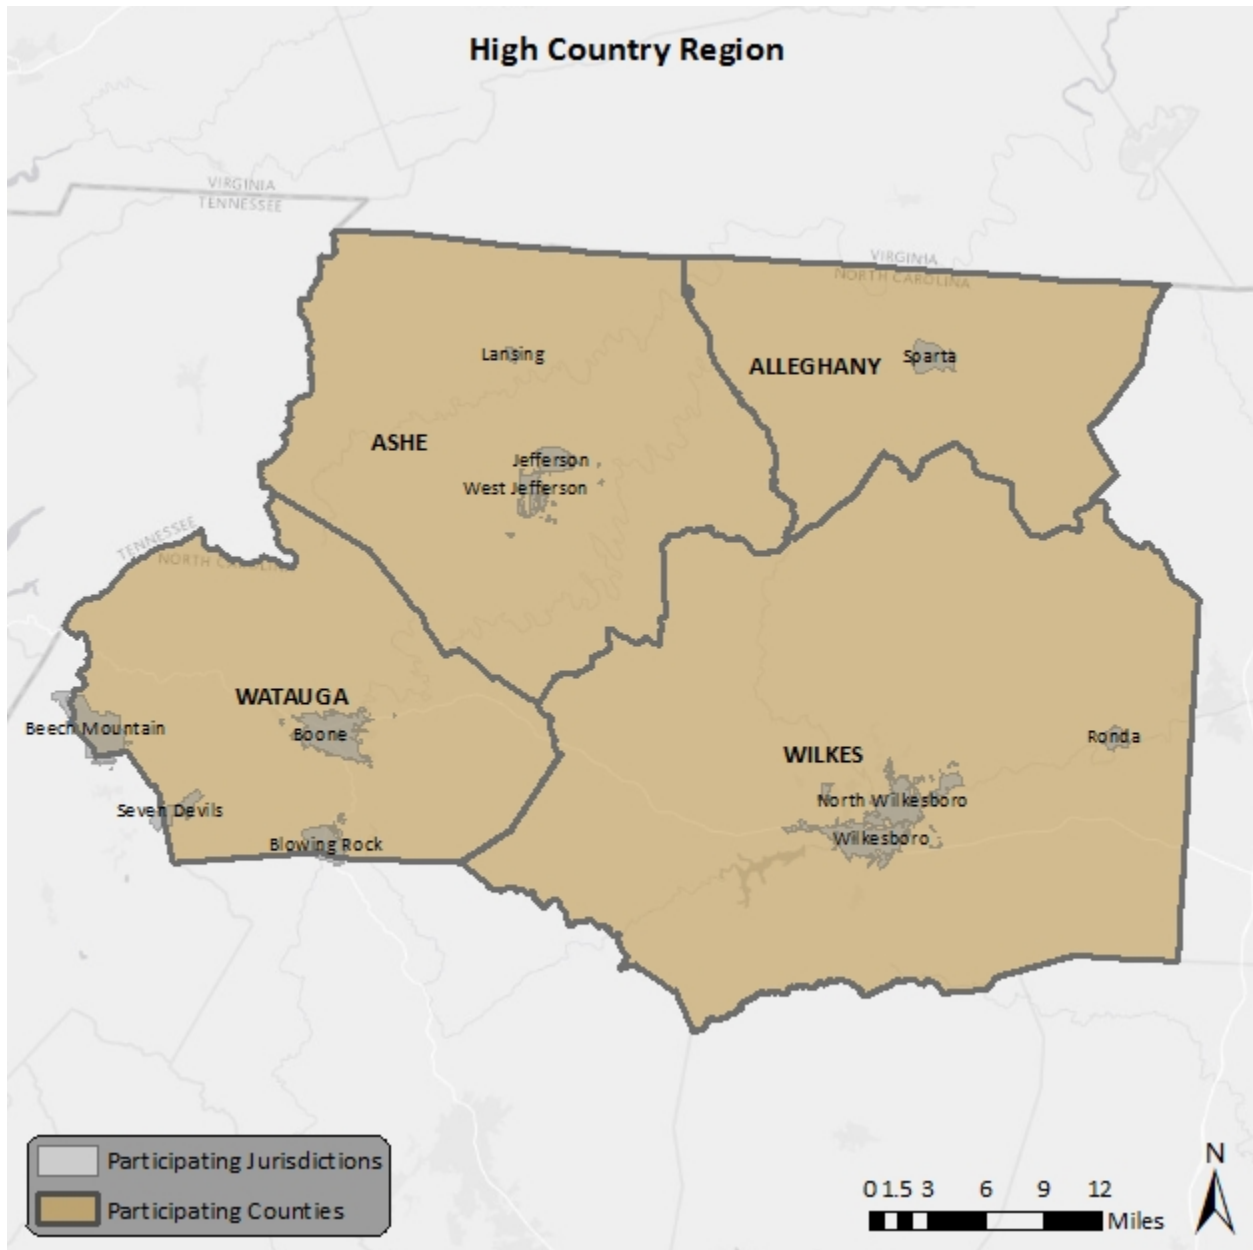 High Country Region
VIRGINIA
TENNESSEE
VIRGINIA
NORTH CAROLINA
Lansing
ALLEGHANY
Sparta
ASHE
Jefferson
West Jefferson
TENNESSEE
NORTH CAROLINA
WATAUGA
Beech Mountain
Boone
Ronda
WILKES
North Wilkesboro
Seven Devils
Wilkesboro
Blowing Rock
Participating Jurisdictions
Participating Counties
0 1.5 3 6 9 12
Miles
N